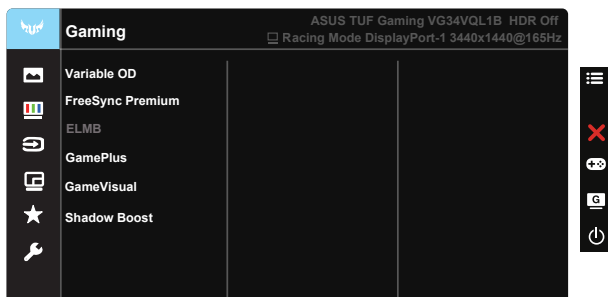 Gaming
ASUS TUF Gaming VG34VQL1B HDR Off
Racing Mode DisplayPort-1 3440x1440@165Hz
Variable OD
FreeSync Premium
ELMB
GamePlus
GameVisual
Shadow Boost
G